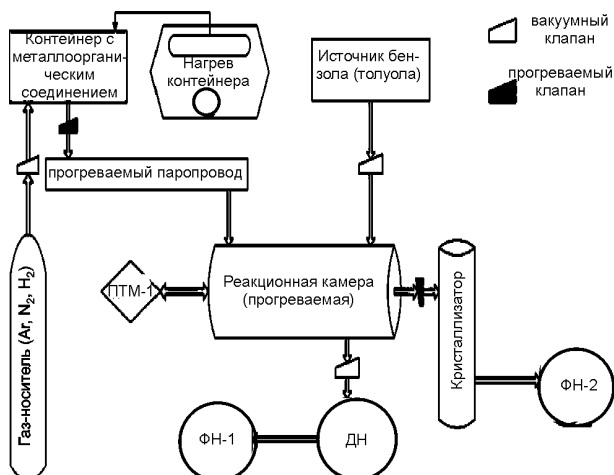 Контейнер с
металлооргани-
ческим
соединением
Нагрев
контейнера
Источник бен-
зола (толуола)
вакуумный
клапан
прогреваемый
клапан
прогреваемый паропровод
Газ-носитель (Ar, N₂, H₂)
ПТМ-1
Реакционная камера
(прогреваемая)
Кристаллизатор
ФН-1
ДН
ФН-2